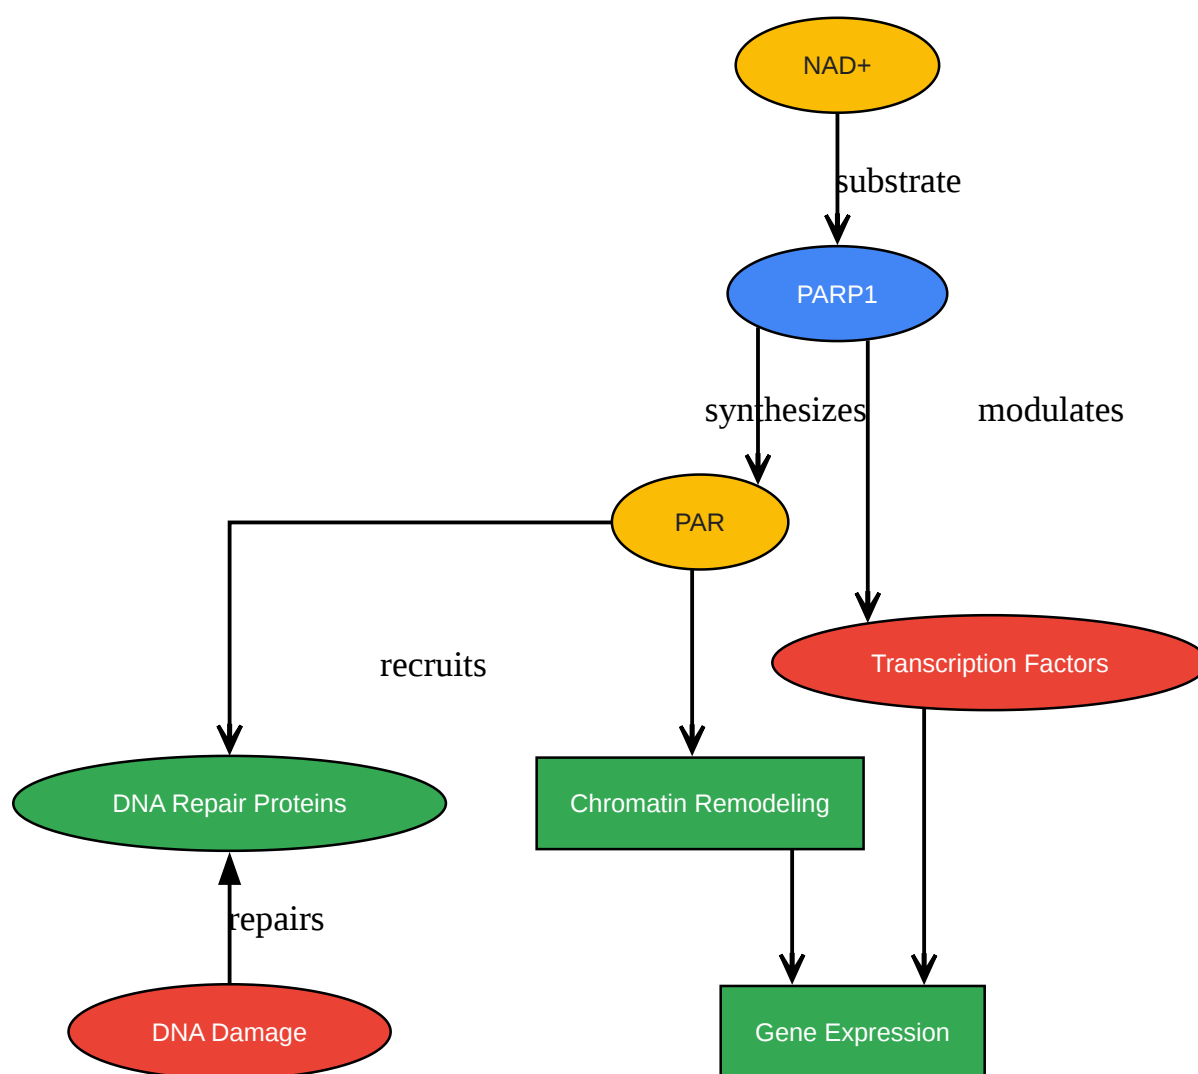 NAD+
substrate
PARP1
synthesizes
modulates
PAR
recruits
Transcription Factors
DNA Repair Proteins
Chromatin Remodeling
repairs
DNA Damage
Gene Expression